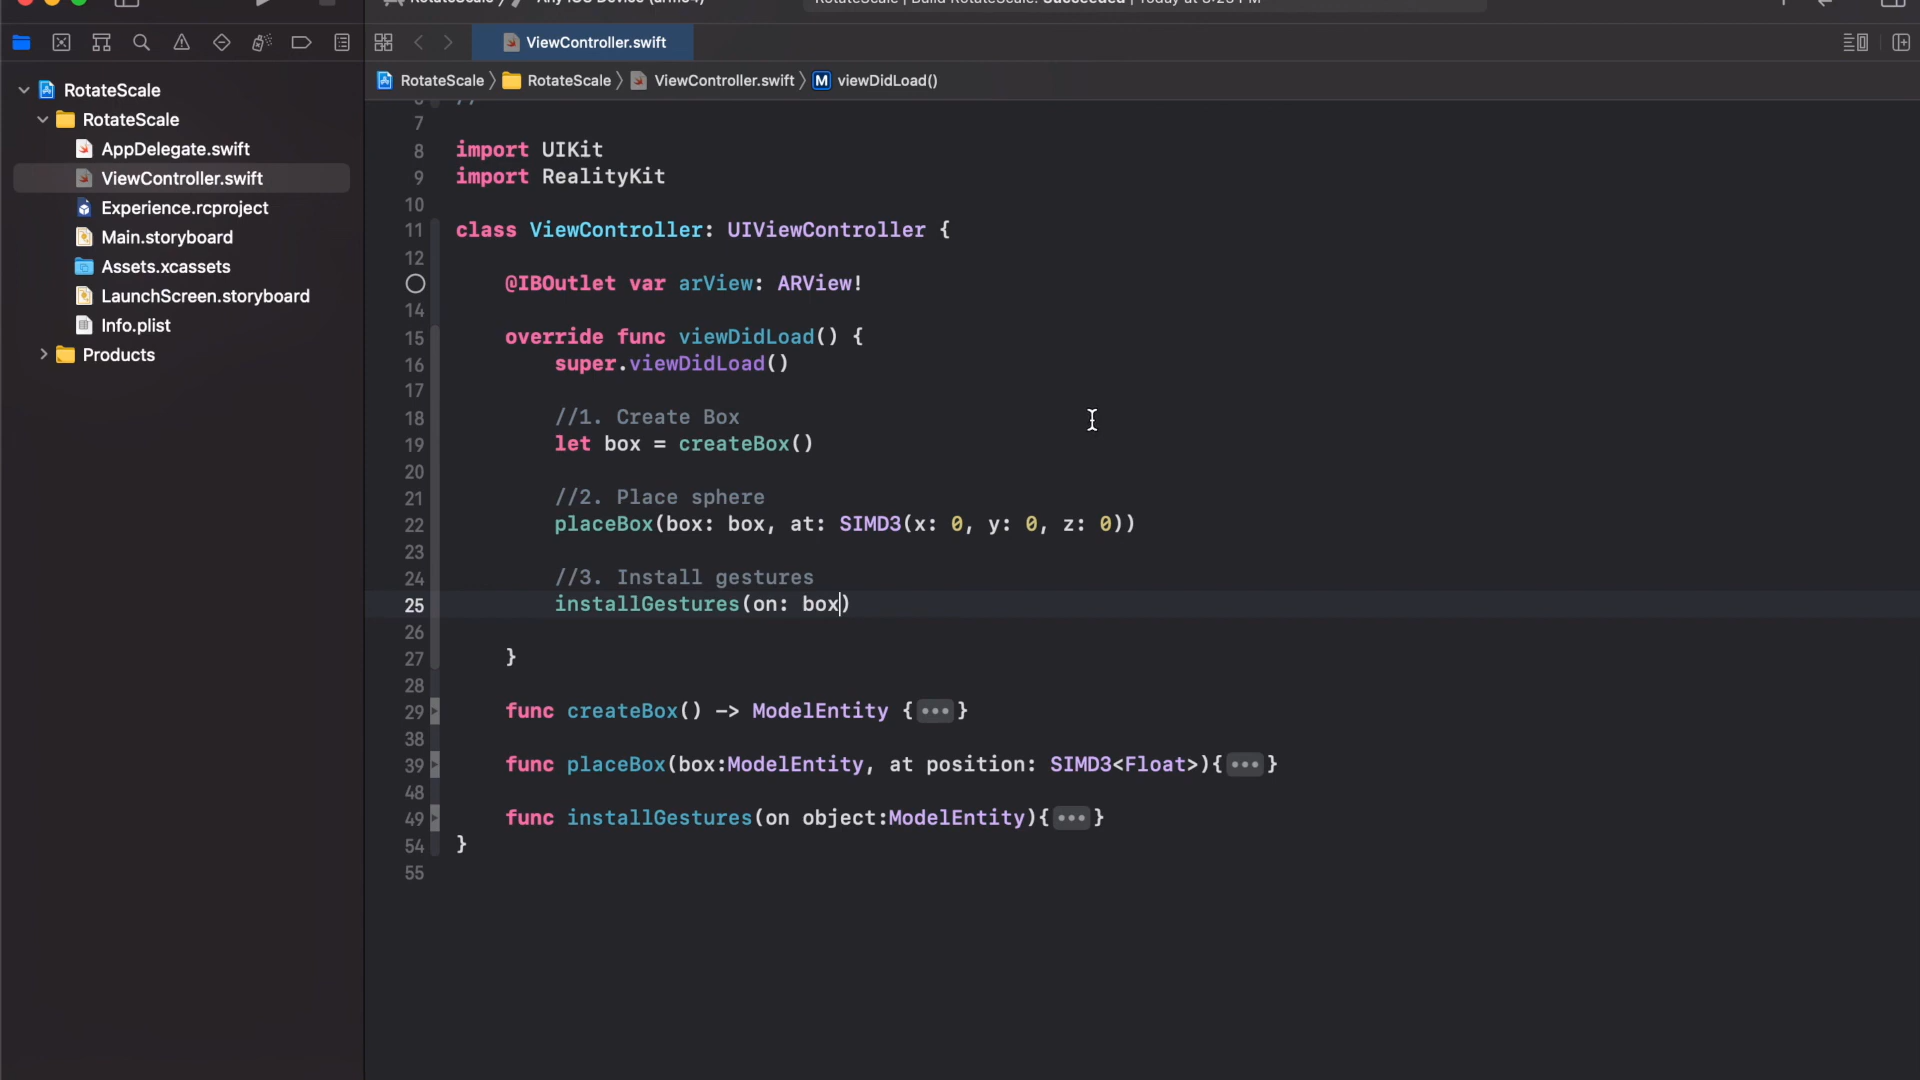 ViewController.swift
RotateScale
RotateScale
AppDelegate.swift
ViewController.swift
Experience.rcproject
Main.storyboard
Assets.xcassets
LaunchScreen.storyboard
Info.plist
Products
RotateScale 〉 RotateScale 〉 ViewController.swift 〉 M viewDidLoad()
7
8 import UIKit
9 import RealityKit
10
11 class ViewController: UIViewController {
12
@IBOutlet var arView: ARView!
14
15 override func viewDidLoad() {
16 super.viewDidLoad()
17
18 //1. Create Box
19 let box = createBox()
20
21 //2. Place sphere
22 placeBox(box: box, at: SIMD3(x: 0, y: 0, z: 0))
23
24 //3. Install gestures
25 installGestures(on: box)
26
27 }
28
29 func createBox() -> ModelEntity {•••}
38
39 func placeBox(box:ModelEntity, at position: SIMD3<Float>){•••}
48
49 func installGestures(on object:ModelEntity){•••}
54 }
55